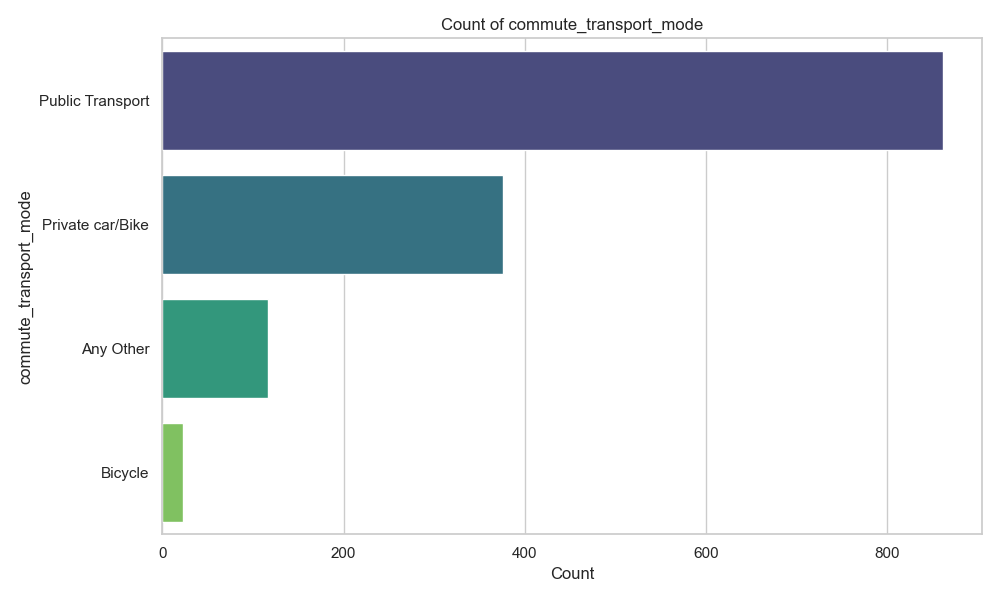 Count of commute_transport_mode
commute_transport_mode
Public Transport
Private car/Bike
Any Other
Bicycle
0 200 400 600 800
Count